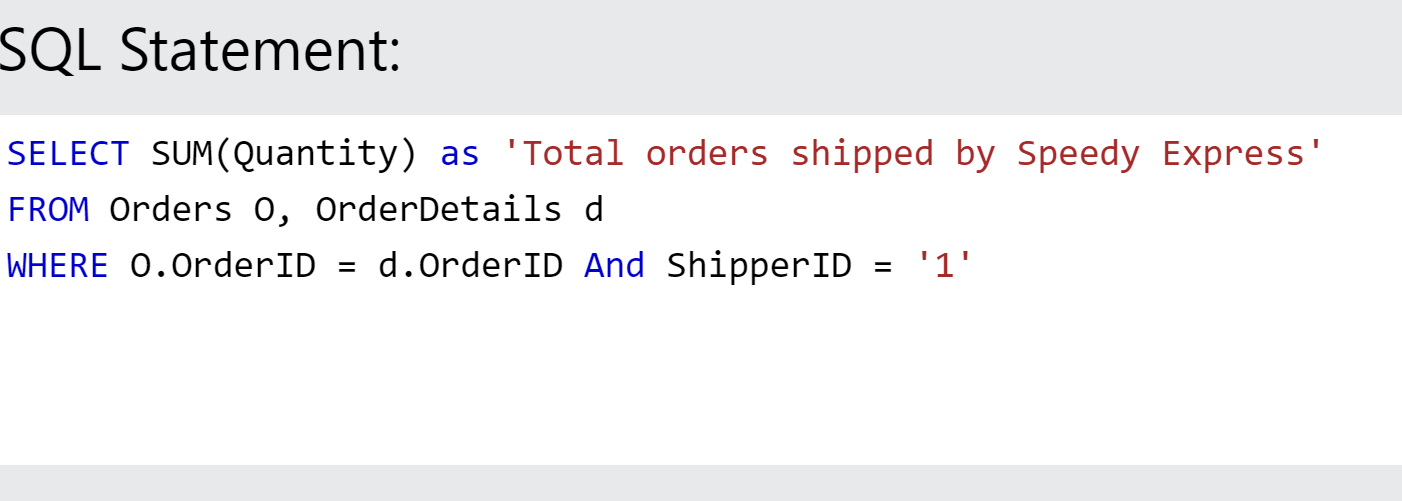 SQL Statement:
SELECT SUM(Quantity) as 'Total orders shipped by Speedy Express'
FROM Orders O, OrderDetails d
WHERE O.OrderID = d.OrderID And ShipperID = '1'